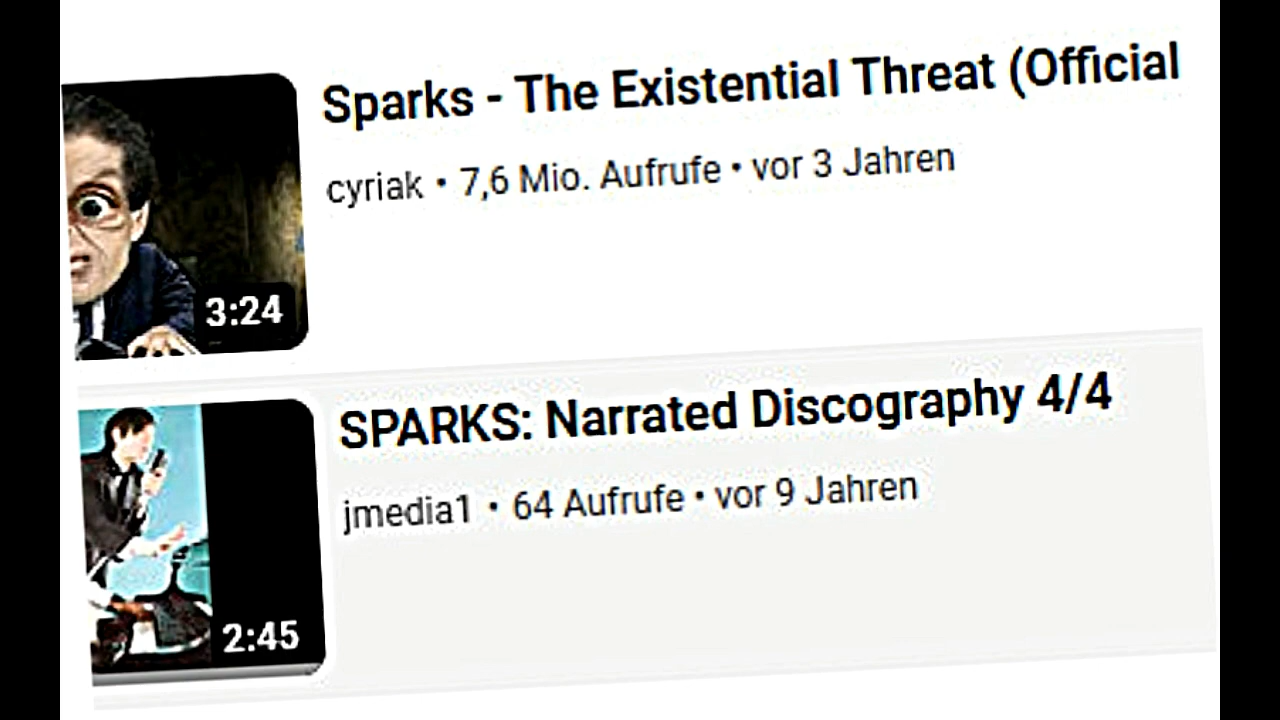 Sparks - The Existential Threat (Official
cyriak • 7,6 Mio. Aufrufe • vor 3 Jahren
3:24
SPARKS: Narrated Discography 4/4
jmedia1 • 64 Aufrufe • vor 9 Jahren
2:45